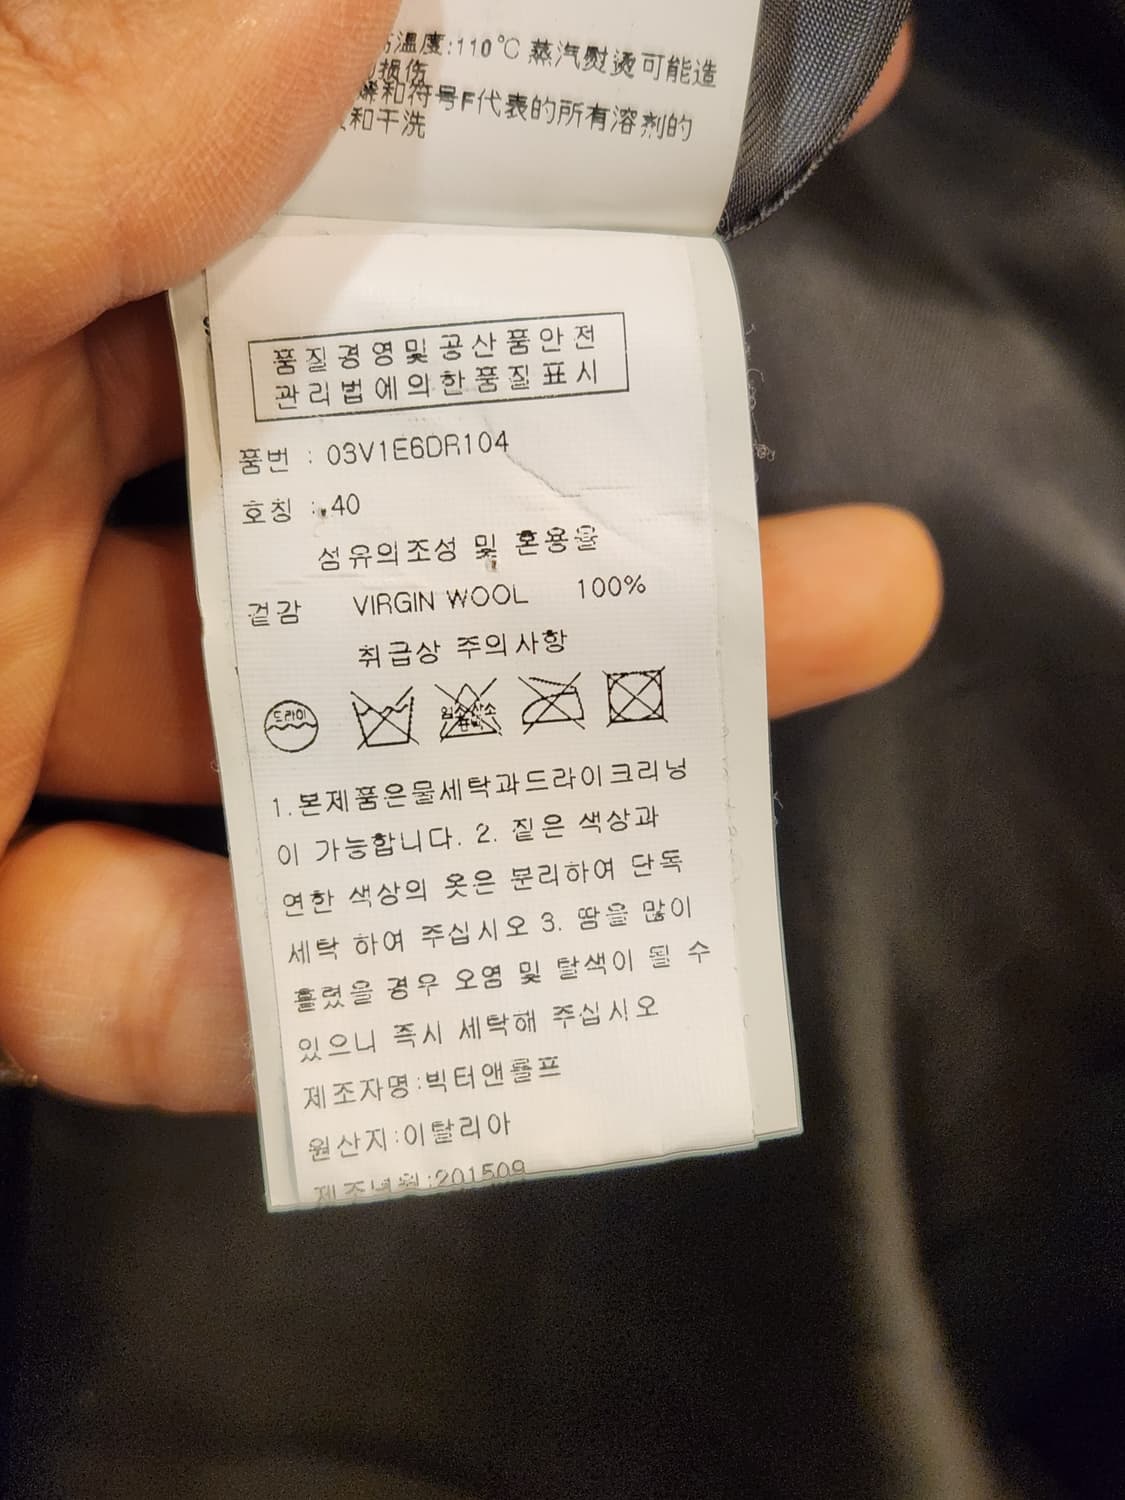 温度:110℃ 蒸汽熨烫可能造
损伤
和符号F代表的所有溶剂的
和干洗
품질경영및공산품안전
관리법에의한품질표시
품번 : 03V1E6DR104
호칭 : 40
섬유의조성 및 혼용율
겉감 VIRGIN WOOL 100%
취급상 주의사항
드라이
1.본제품은물세탁과드라이크리닝
이 가능합니다. 2. 짙은 색상과
연한 색상의 옷은 분리하여 단독
세탁 하여 주십시오 3. 땀을 많이
흘렸을 경우 오염 및 탈색이 될 수
있으니 즉시 세탁해 주십시오
제조자명:빅터앤롤프
원산지:이탈리아
제조년월:201509